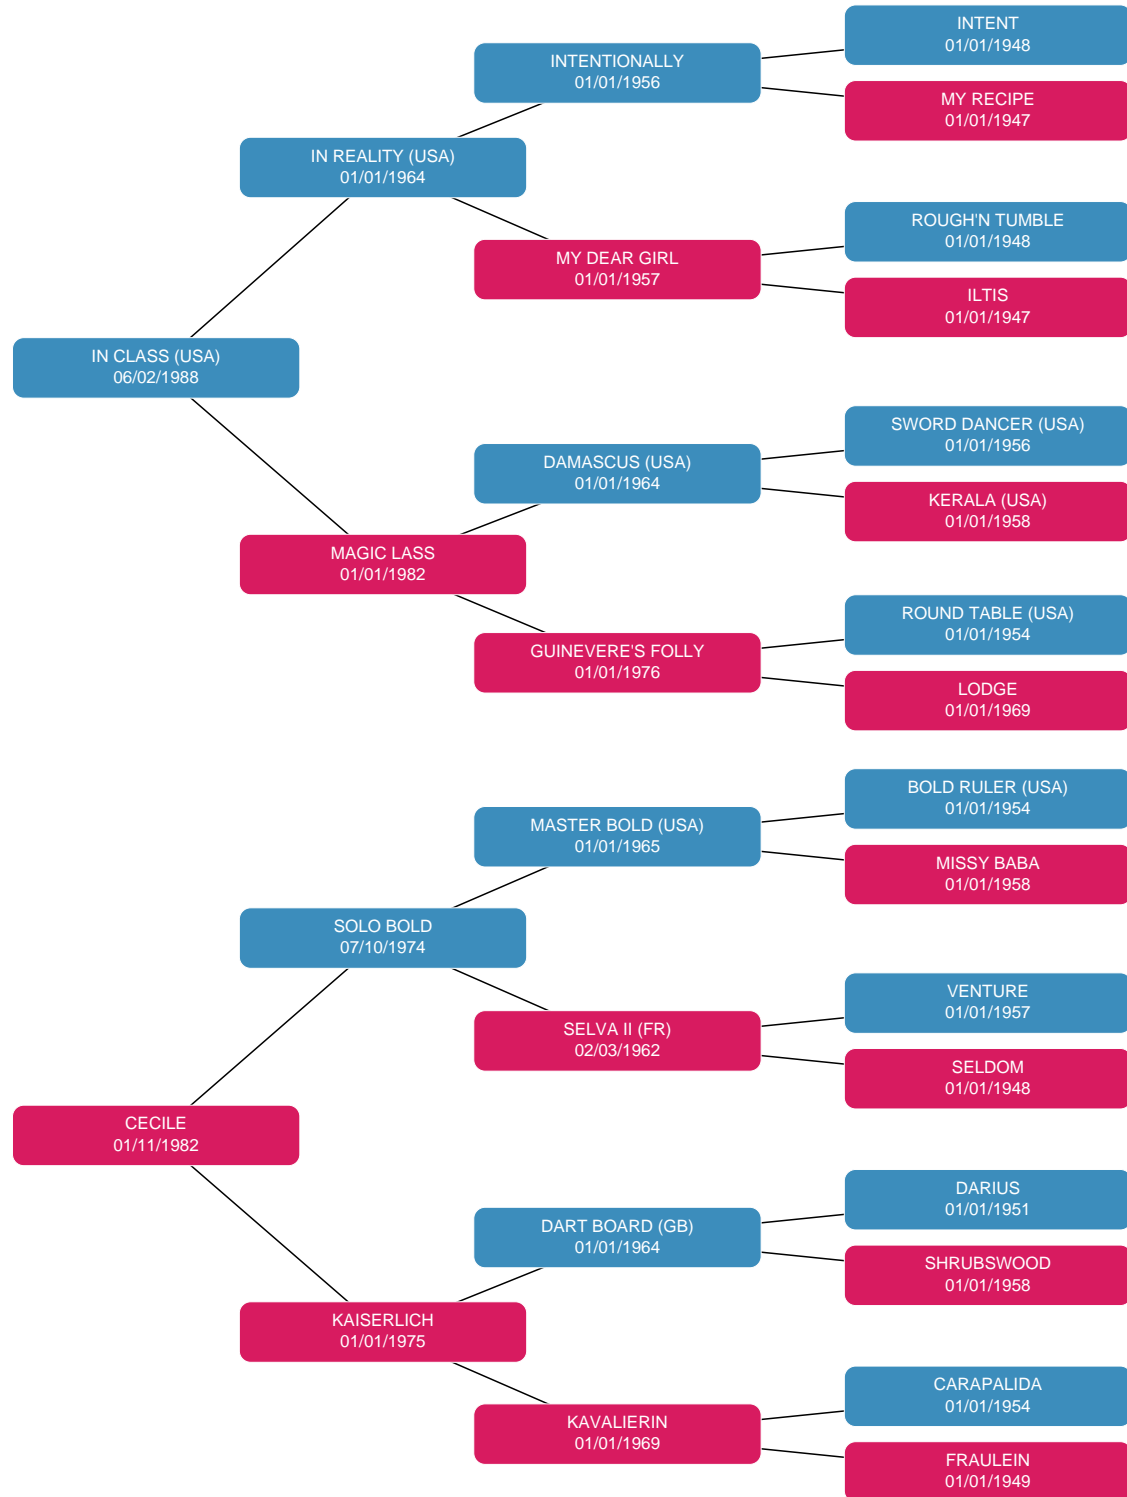 INTENT
01/01/1948
INTENTIONALLY
01/01/1956
MY RECIPE
01/01/1947
IN REALITY (USA)
01/01/1964
ROUGH'N TUMBLE
01/01/1948
MY DEAR GIRL
01/01/1957
ILTIS
01/01/1947
IN CLASS (USA)
06/02/1988
SWORD DANCER (USA)
01/01/1956
DAMASCUS (USA)
01/01/1964
KERALA (USA)
01/01/1958
MAGIC LASS
01/01/1982
ROUND TABLE (USA)
01/01/1954
GUINEVERE'S FOLLY
01/01/1976
LODGE
01/01/1969
BOLD RULER (USA)
01/01/1954
MASTER BOLD (USA)
01/01/1965
MISSY BABA
01/01/1958
SOLO BOLD
07/10/1974
VENTURE
01/01/1957
SELVA II (FR)
02/03/1962
SELDOM
01/01/1948
CECILE
01/11/1982
DARIUS
01/01/1951
DART BOARD (GB)
01/01/1964
SHRUBSWOOD
01/01/1958
KAISERLICH
01/01/1975
CARAPALIDA
01/01/1954
KAVALIERIN
01/01/1969
FRAULEIN
01/01/1949